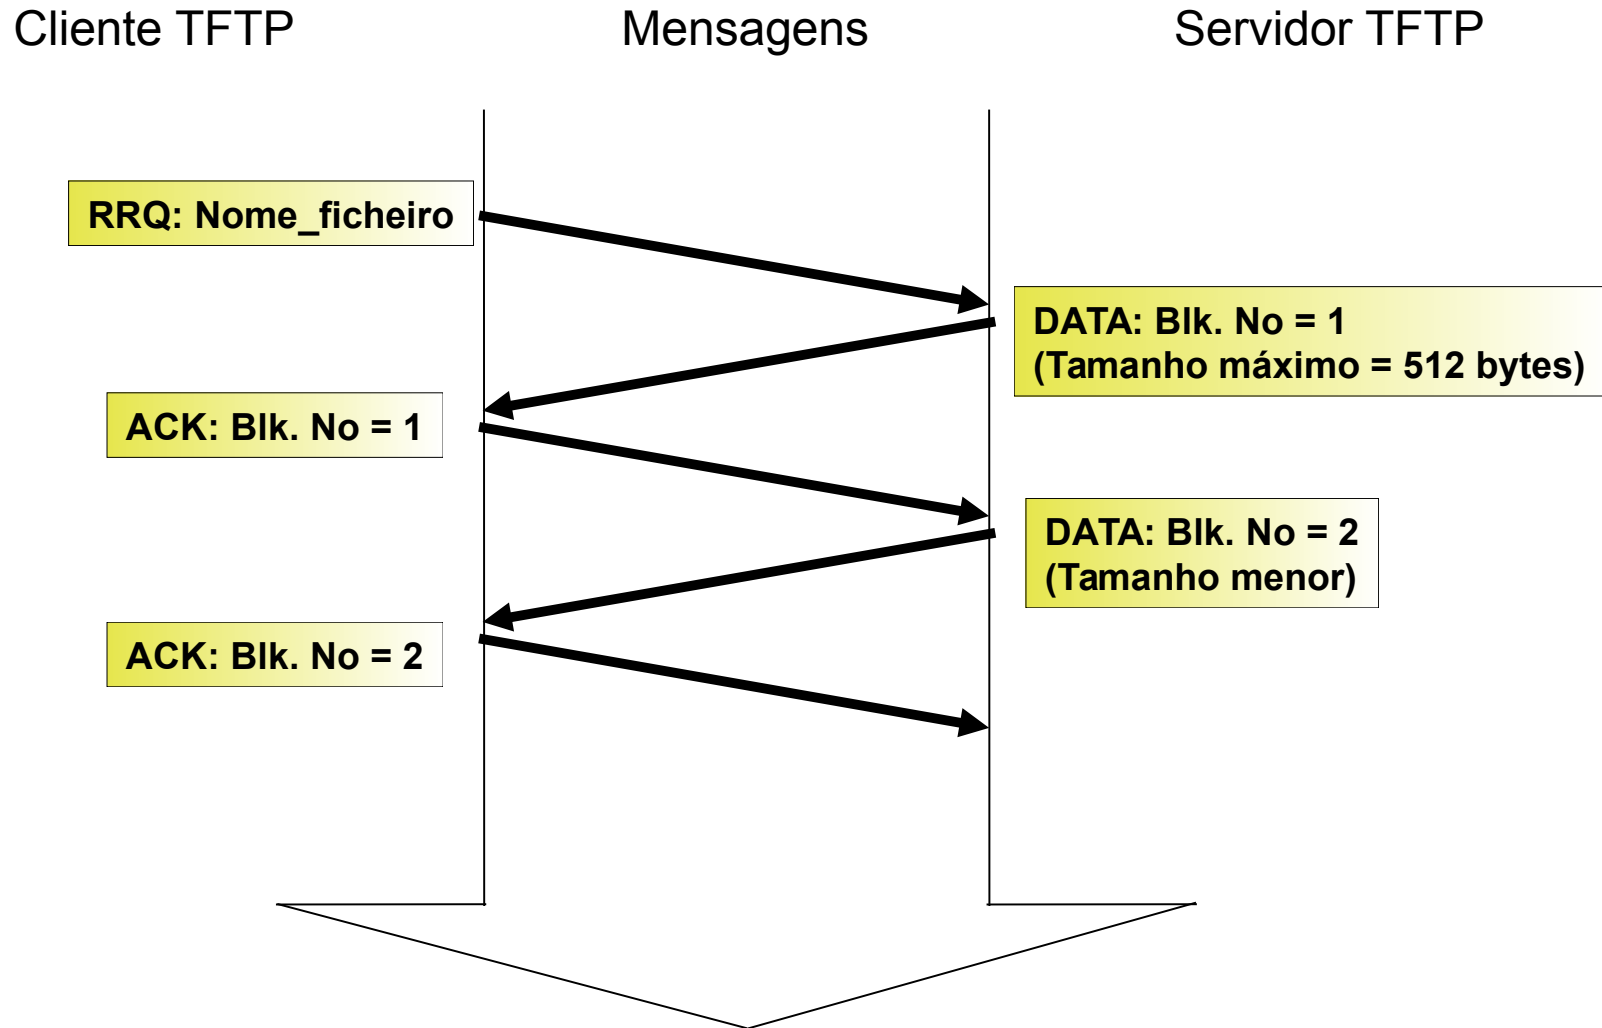 Cliente TFTP
Mensagens
Servidor TFTP
RRQ: Nome_ficheiro
DATA: Blk. No = 1
(Tamanho máximo = 512 bytes)
ACK: Blk. No = 1
DATA: Blk. No = 2
(Tamanho menor)
ACK: Blk. No = 2